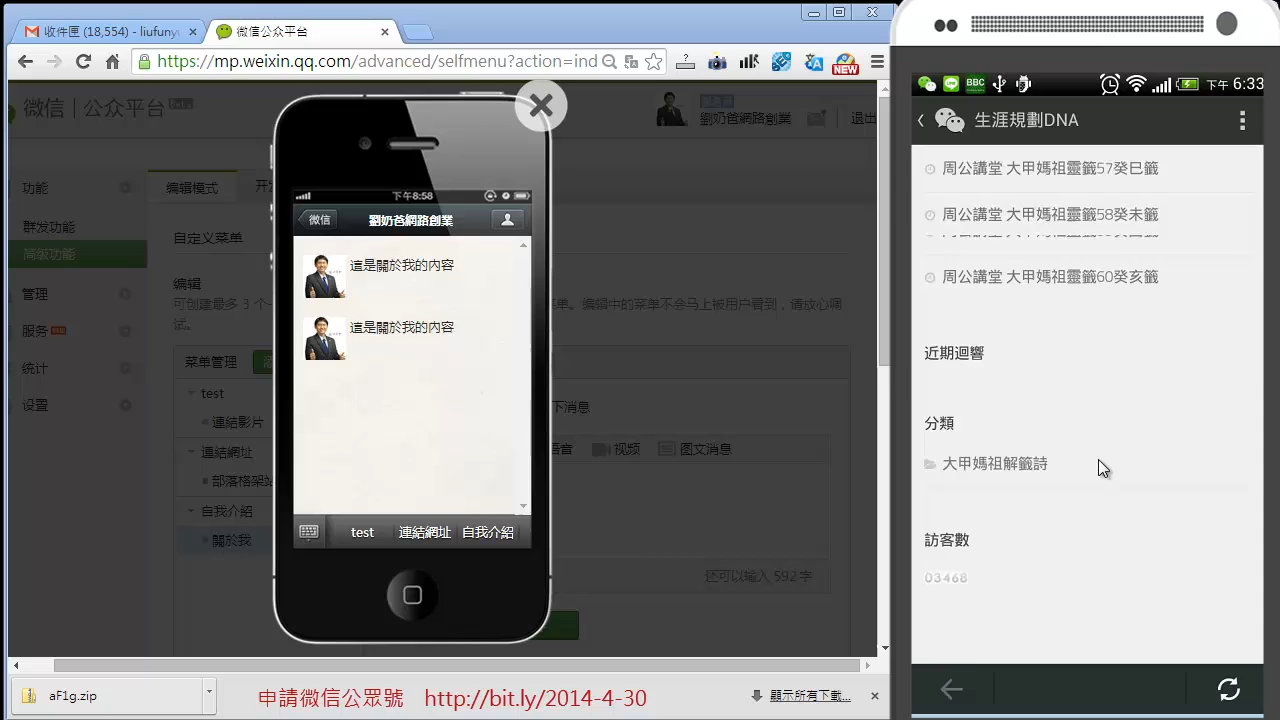 收件匣 (18,554) - liufuny
微信公众平台
http://mp.weixin.qq.com/advanced/selfmenu?action=ind
NEW
微信 | 公众平台
劉奶爸網路創業
退出
功能
群发功能
高级功能
管理
服务
统计
设置
编辑模式
开
自定义菜单
编辑
可创建最多 3 个
菜单。编辑中的菜单不会马上被用户看到，请放心调
试。
菜单管理
test
連結影片
連結網址
部落格架站
自我介紹
關於我
下消息
语音
视频
图文消息
还可以输入 592 字
下午8:58
微信
劉奶爸網路創業
這是關於我的內容
這是關於我的內容
test
連結網址
自我介紹
aF1g.zip
申請微信公眾號 http://bit.ly/2014-4-30
顯示所有下載...
BBC
下午 6:33
生涯規劃DNA
周公講堂 大甲媽祖靈籤57癸巳籤
周公講堂 大甲媽祖靈籤58癸未籤
周公講堂 大甲媽祖靈籤60癸亥籤
近期迴響
分類
大甲媽祖解籤詩
訪客數
03468